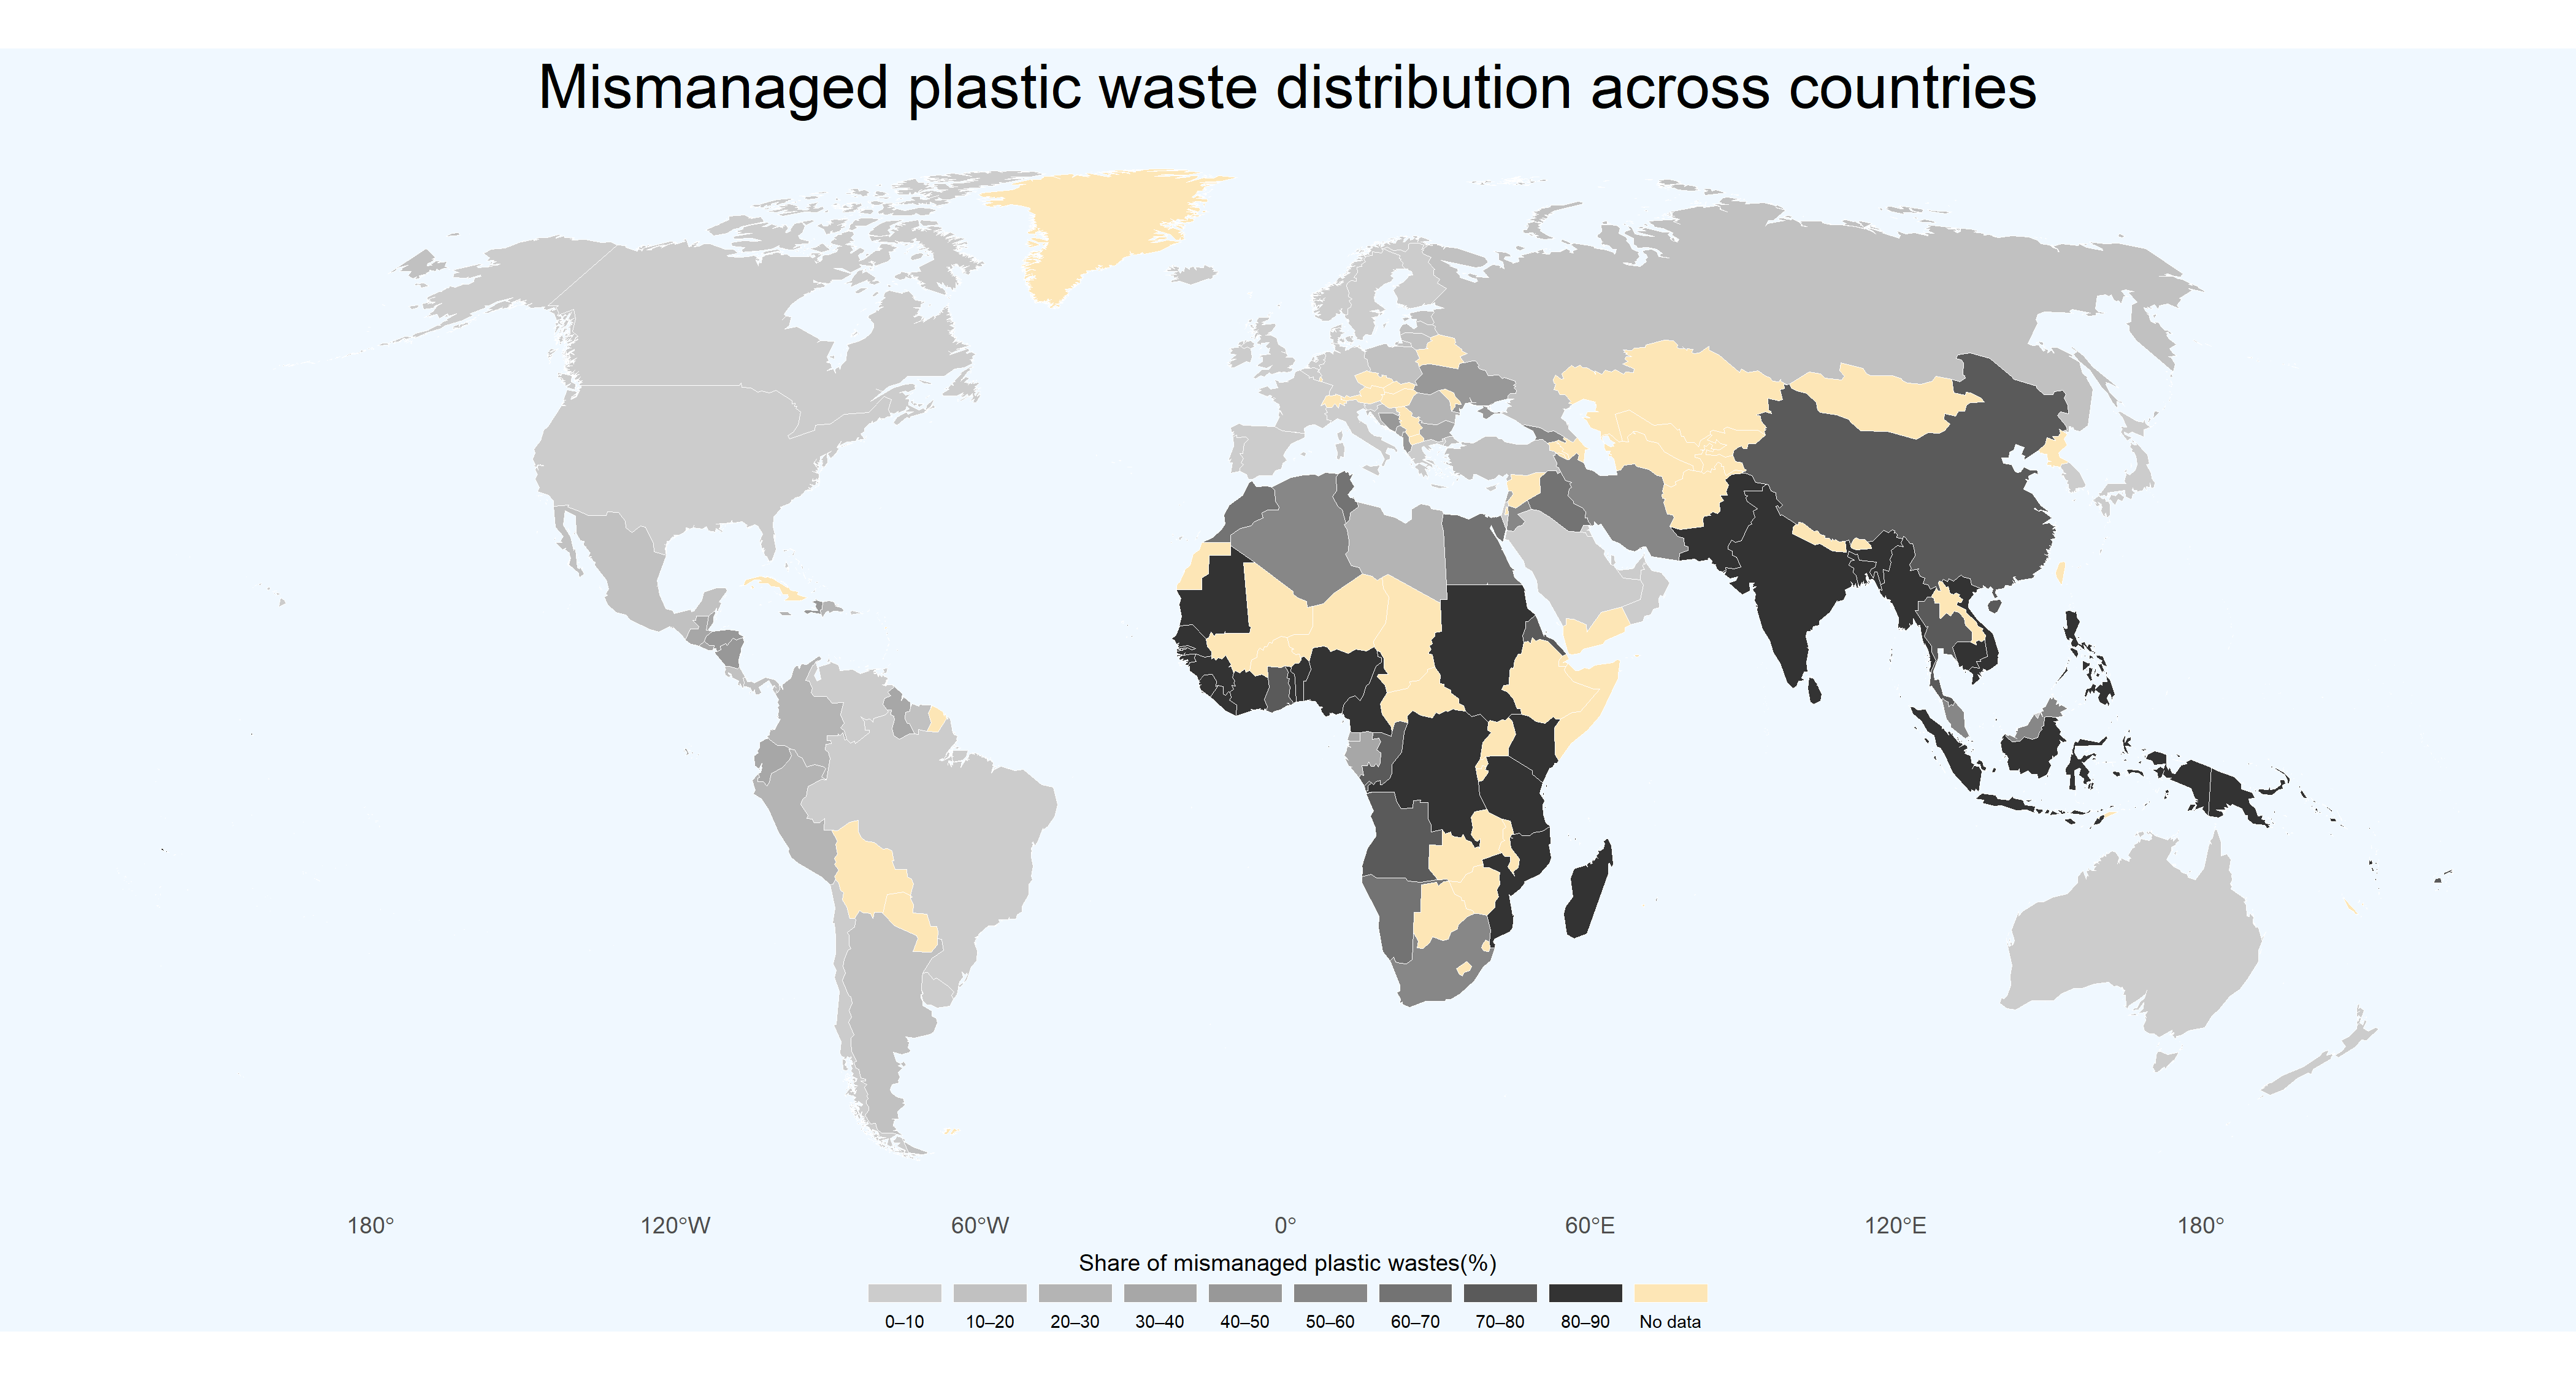 Mismanaged plastic waste distribution across countries
180° 120°W 60°W 0° 60°E 120°E 180°
Share of mismanaged plastic wastes(%)
0–10 10–20 20–30 30–40 40–50 50–60 60–70 70–80 80–90 No data